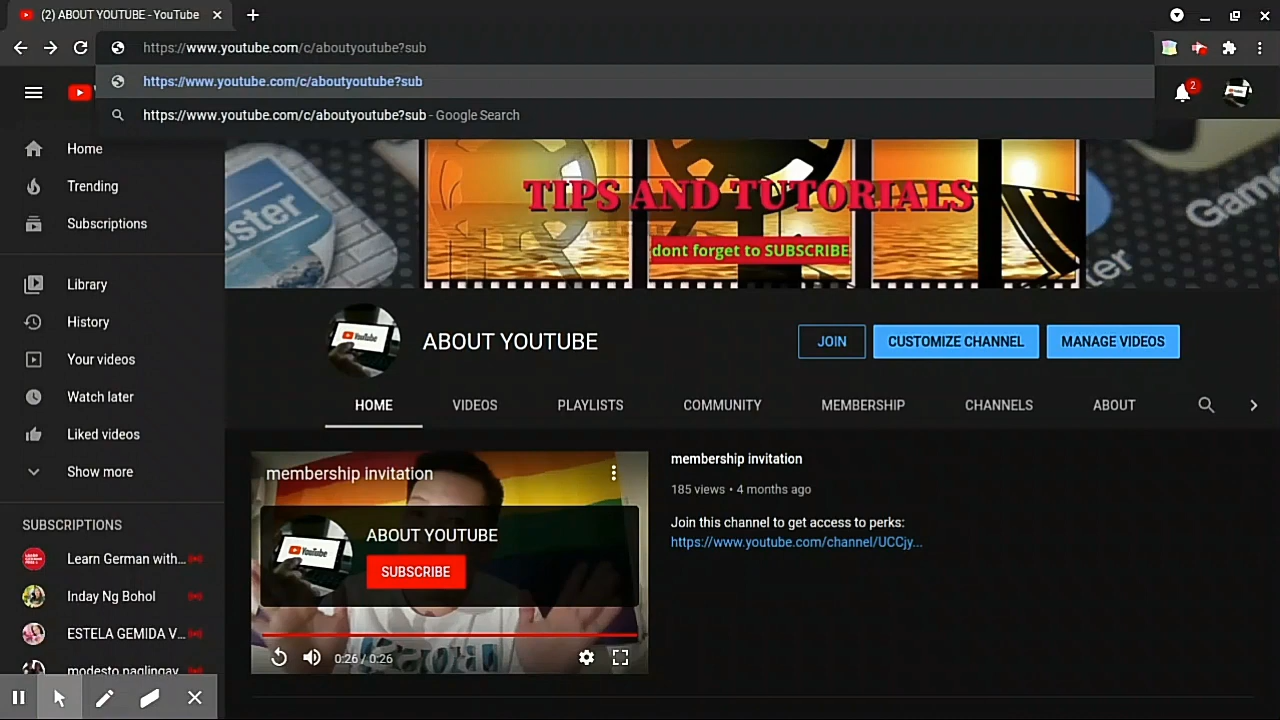 (2) ABOUT YOUTUBE - YouTube
https://www.youtube.com/c/aboutyoutube?sub
https://www.youtube.com/c/aboutyoutube?sub
https://www.youtube.com/c/aboutyoutube?sub - Google Search
2
Home
Trending
Subscriptions
Library
History
Your videos
Watch later
Liked videos
Show more
SUBSCRIPTIONS
Learn German with...
Inday Ng Bohol
ESTELA GEMIDA V...
modesto paglingay
TIPS AND TUTORIALS
dont forget to SUBSCRIBE
ABOUT YOUTUBE
JOIN
CUSTOMIZE CHANNEL
MANAGE VIDEOS
HOME
VIDEOS
PLAYLISTS
COMMUNITY
MEMBERSHIP
CHANNELS
ABOUT
membership invitation
YouTube
ABOUT YOUTUBE
SUBSCRIBE
0:26 / 0:26
membership invitation
185 views • 4 months ago
Join this channel to get access to perks:
https://www.youtube.com/channel/UCCjy...